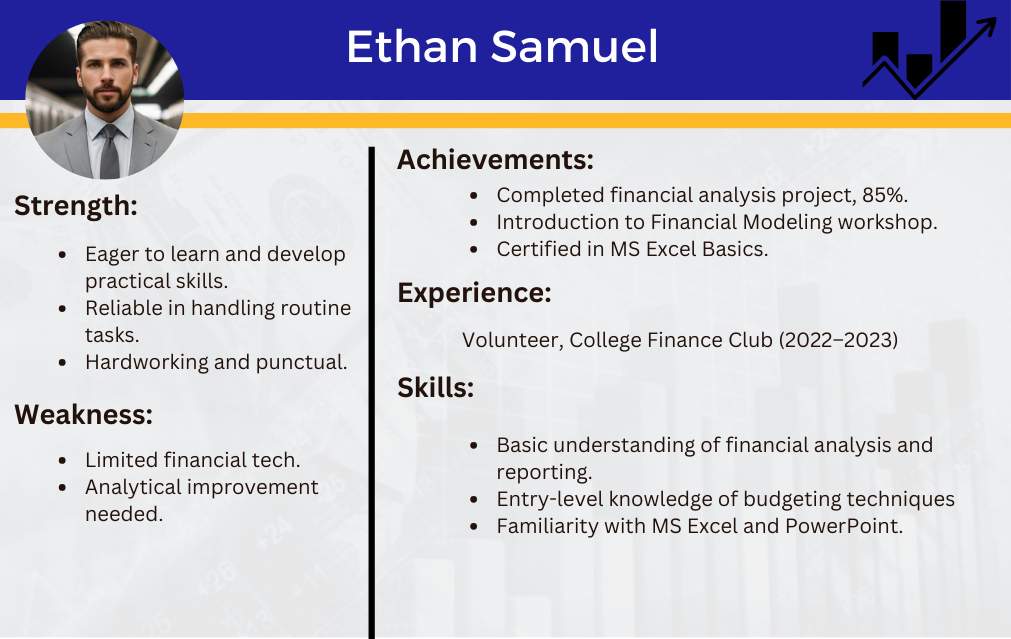 Ethan Samuel
Strength:
• Eager to learn and develop
practical skills.
• Reliable in handling routine
tasks.
• Hardworking and punctual.
Weakness:
• Limited financial tech.
• Analytical improvement
needed.
Achievements:
• Completed financial analysis project, 85%.
• Introduction to Financial Modeling workshop.
• Certified in MS Excel Basics.
Experience:
Volunteer, College Finance Club (2022–2023)
Skills:
• Basic understanding of financial analysis and
reporting.
• Entry-level knowledge of budgeting techniques
• Familiarity with MS Excel and PowerPoint.